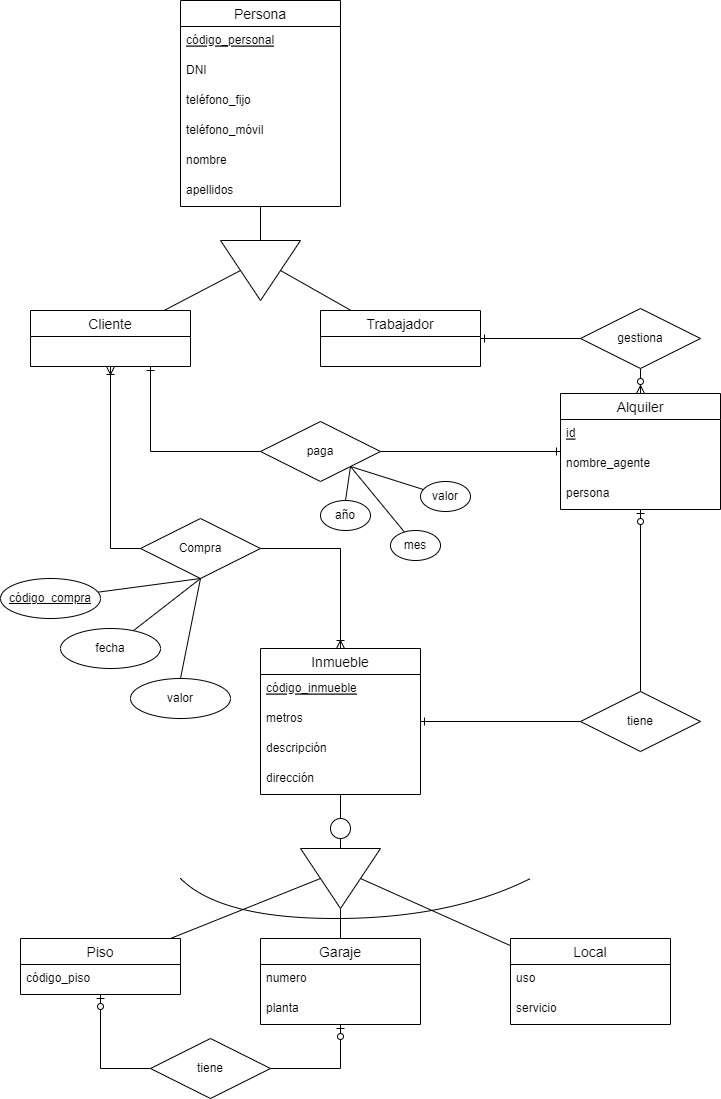 Persona
código_personal
DNI
teléfono_fijo
teléfono_móvil
nombre
apellidos
Cliente
Trabajador
gestiona
Alquiler
id
nombre_agente
persona
paga
valor
año
mes
Compra
código_compra
fecha
valor
Inmueble
código_inmueble
metros
descripción
dirección
tiene
Piso
código_piso
Garaje
numero
planta
Local
uso
servicio
tiene